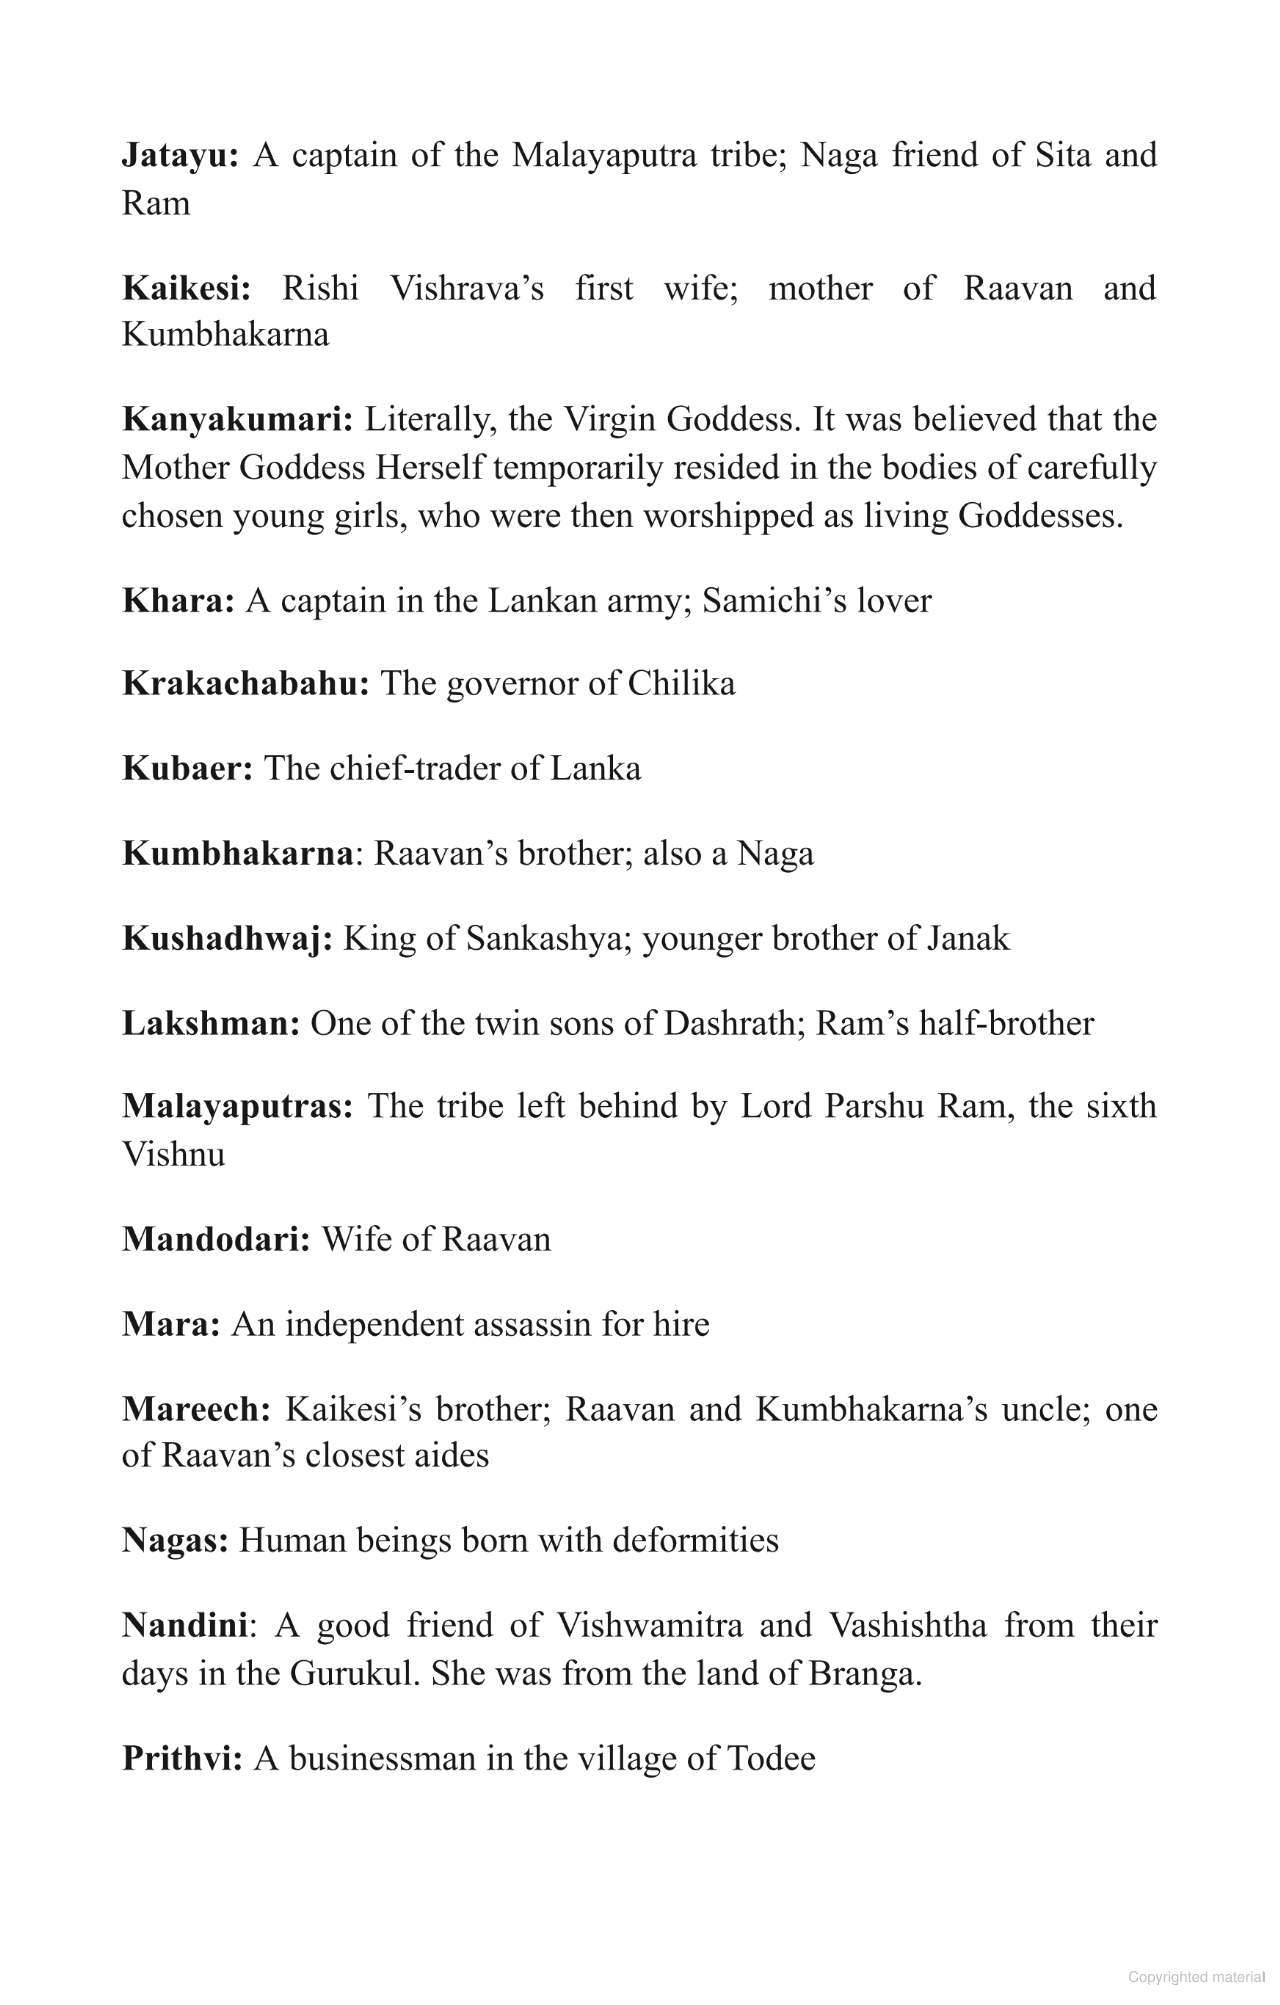 Jatayu: A captain of the Malayaputra tribe; Naga friend of Sita and
Ram
Kaikesi: Rishi Vishrava’s first wife; mother of Raavan and
Kumbhakarna
Kanyakumari: Literally, the Virgin Goddess. It was believed that the
Mother Goddess Herself temporarily resided in the bodies of carefully
chosen young girls, who were then worshipped as living Goddesses.
Khara: A captain in the Lankan army; Samichi’s lover
Krakachabahu: The governor of Chilika
Kubaer: The chief-trader of Lanka
Kumbhakarna: Raavan’s brother; also a Naga
Kushadhwaj: King of Sankashya; younger brother of Janak
Lakshman: One of the twin sons of Dashrath; Ram’s half-brother
Malayaputras: The tribe left behind by Lord Parshu Ram, the sixth
Vishnu
Mandodari: Wife of Raavan
Mara: An independent assassin for hire
Mareech: Kaikesi’s brother; Raavan and Kumbhakarna’s uncle; one
of Raavan’s closest aides
Nagas: Human beings born with deformities
Nandini: A good friend of Vishwamitra and Vashishtha from their
days in the Gurukul. She was from the land of Branga.
Prithvi: A businessman in the village of Todee
Copyrighted material